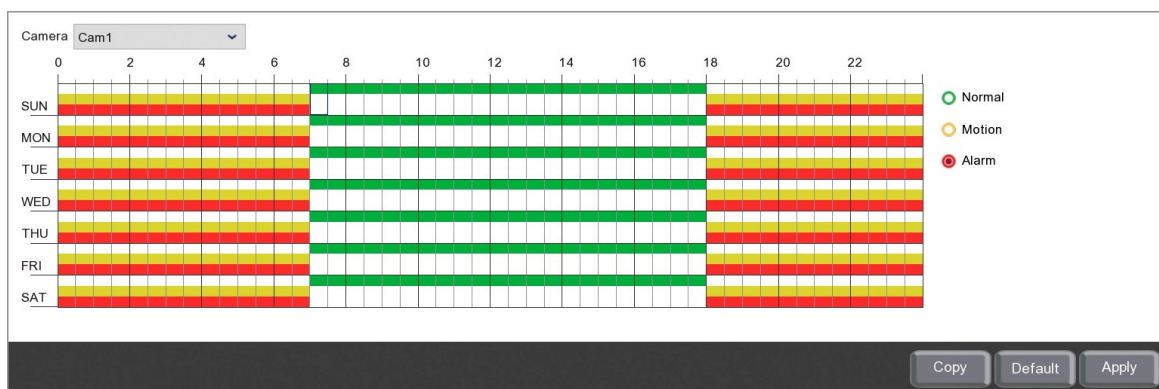 Camera Cam1
0 2 4 6 8 10 12 14 16 18 20 22
SUN
Normal
MON
Motion
TUE
Alarm
WED
THU
FRI
SAT
Copy Default Apply